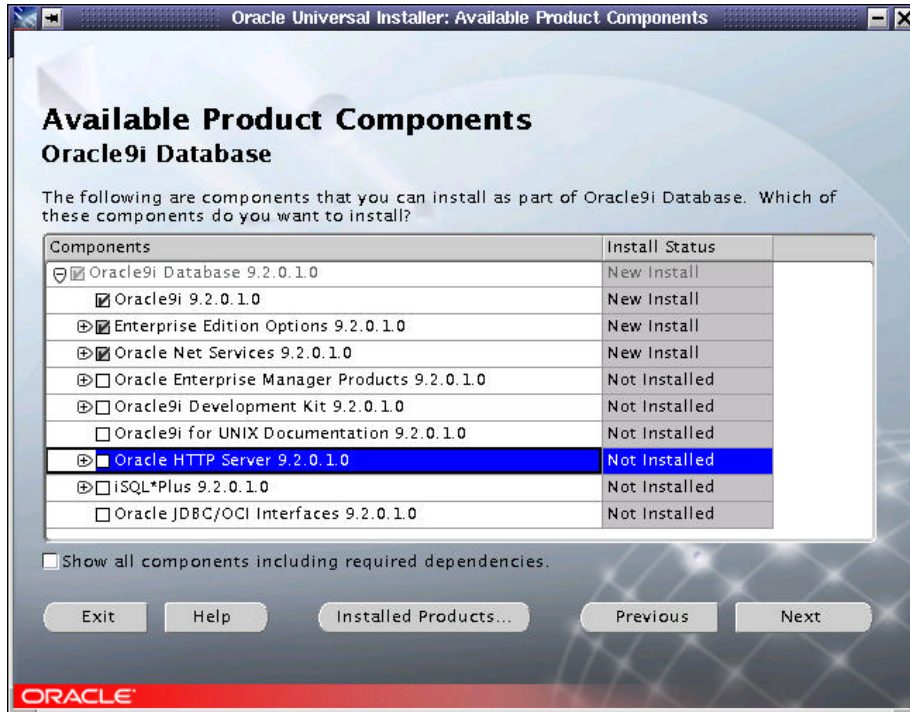 Oracle Universal Installer: Available Product Components
Available Product Components
Oracle9i Database
The following are components that you can install as part of Oracle9i Database. Which of
these components do you want to install?
Components Install Status
Oracle9i Database 9.2.0.1.0 New Install
Oracle9i 9.2.0.1.0 New Install
Enterprise Edition Options 9.2.0.1.0 New Install
Oracle Net Services 9.2.0.1.0 New Install
Oracle Enterprise Manager Products 9.2.0.1.0 Not Installed
Oracle9i Development Kit 9.2.0.1.0 Not Installed
Oracle9i for UNIX Documentation 9.2.0.1.0 Not Installed
Oracle HTTP Server 9.2.0.1.0 Not Installed
iSQL*Plus 9.2.0.1.0 Not Installed
Oracle JDBC/OCI Interfaces 9.2.0.1.0 Not Installed
Show all components including required dependencies.
Exit Help Installed Products... Previous Next
ORACLE